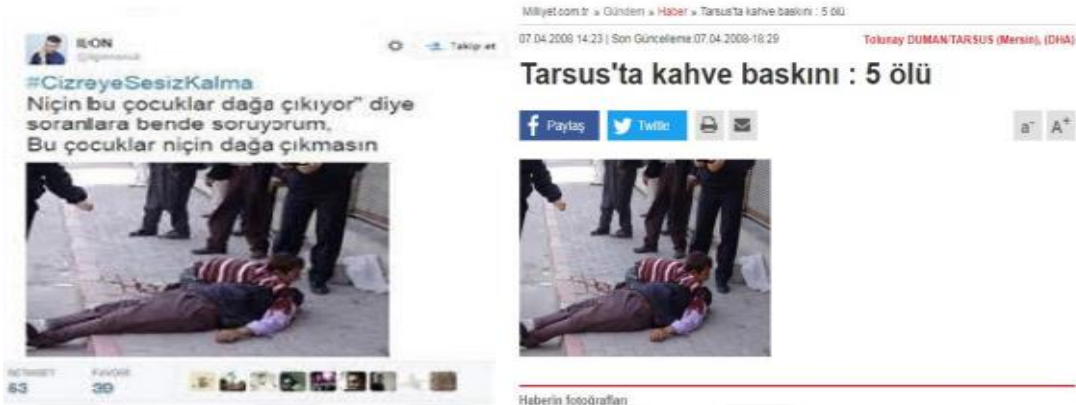 Takip et
#CizreyeSesizKalma
Niçin bu çocuklar dağa çıkıyor" diye
soranlara bende soruyorum,
Bu çocuklar niçin dağa çıkmasın
63
39
Milliyet.com.tr » Gündem » Haber » Tarsus'ta kahve baskını : 5 ölü
07.04.2008 14:23 | Son Güncelleme:07.04.2008-18:29
Tolunay DUMAN/TARSUS (Mersin), (DHA)
Tarsus'ta kahve baskını : 5 ölü
f Paylaş
a- A+
Haberin fotoğrafları